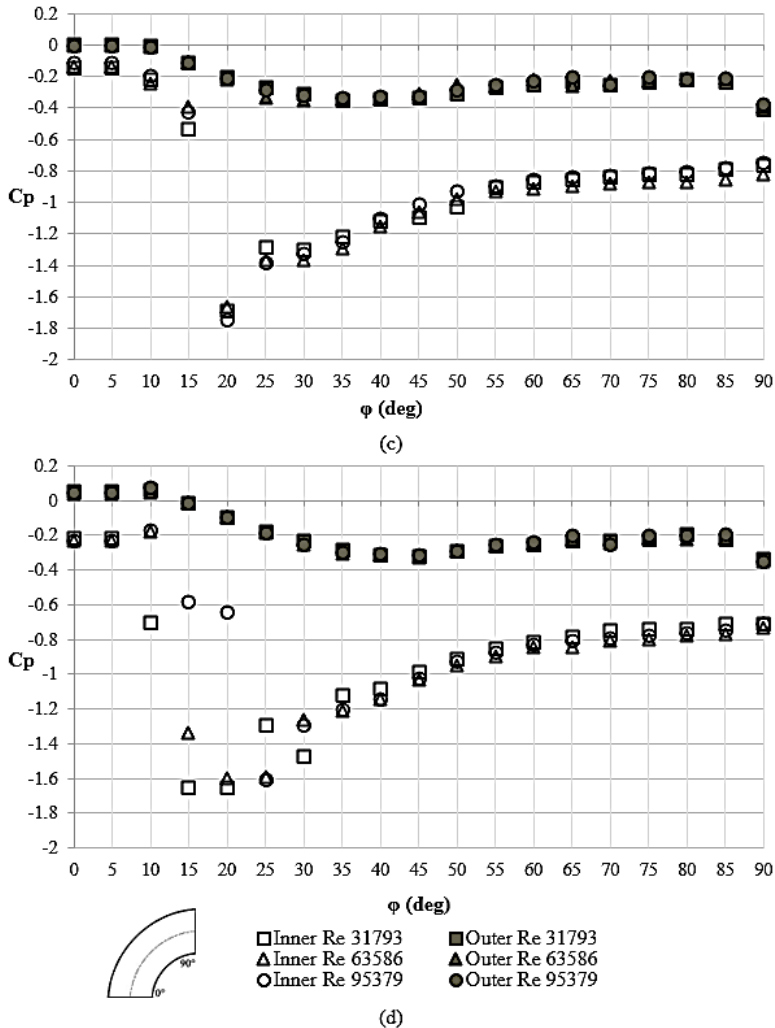 0.2
0
-0.2
-0.4
-0.6
-0.8
Cp
-1
-1.2
-1.4
-1.6
-1.8
-2
0 5 10 15 20 25 30 35 40 45 50 55 60 65 70 75 80 85 90
φ (deg)
(c)
0.2
0
-0.2
-0.4
-0.6
-0.8
Cp
-1
-1.2
-1.4
-1.6
-1.8
-2
0 5 10 15 20 25 30 35 40 45 50 55 60 65 70 75 80 85 90
φ (deg)
90°
0°
Inner Re 31793 Outer Re 31793
Inner Re 63586 Outer Re 63586
Inner Re 95379 Outer Re 95379
(d)